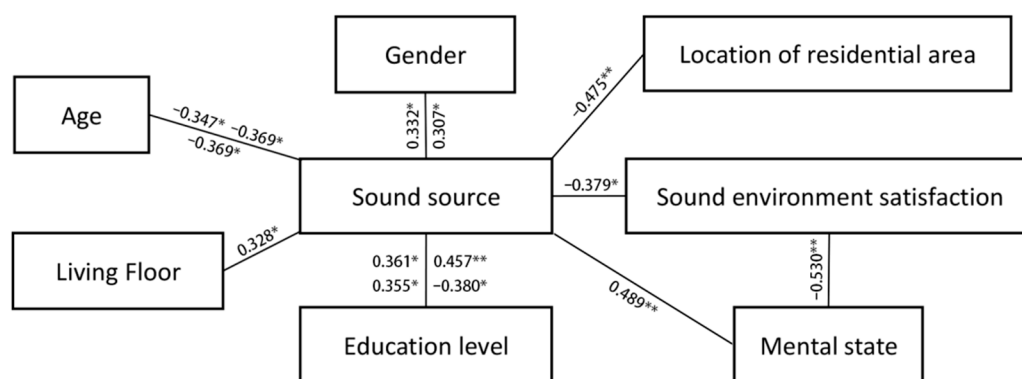 Gender
Location of residential area
Age
−0.347* −0.369*
−0.369*
0.332*
0.307*
−0.475**
Sound source
−0.379*
Sound environment satisfaction
Living Floor
0.328*
0.361* 0.457**
0.355* −0.380*
0.489**
−0.530**
Education level
Mental state